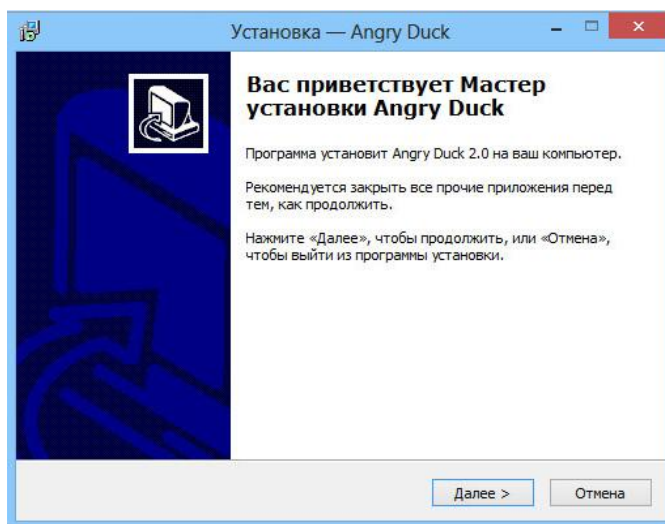 Установка — Angry Duck
Вас приветствует Мастер
установки Angry Duck
Программа установит Angry Duck 2.0 на ваш компьютер.
Рекомендуется закрыть все прочие приложения перед
тем, как продолжить.
Нажмите «Далее», чтобы продолжить, или «Отмена»,
чтобы выйти из программы установки.
Далее >
Отмена